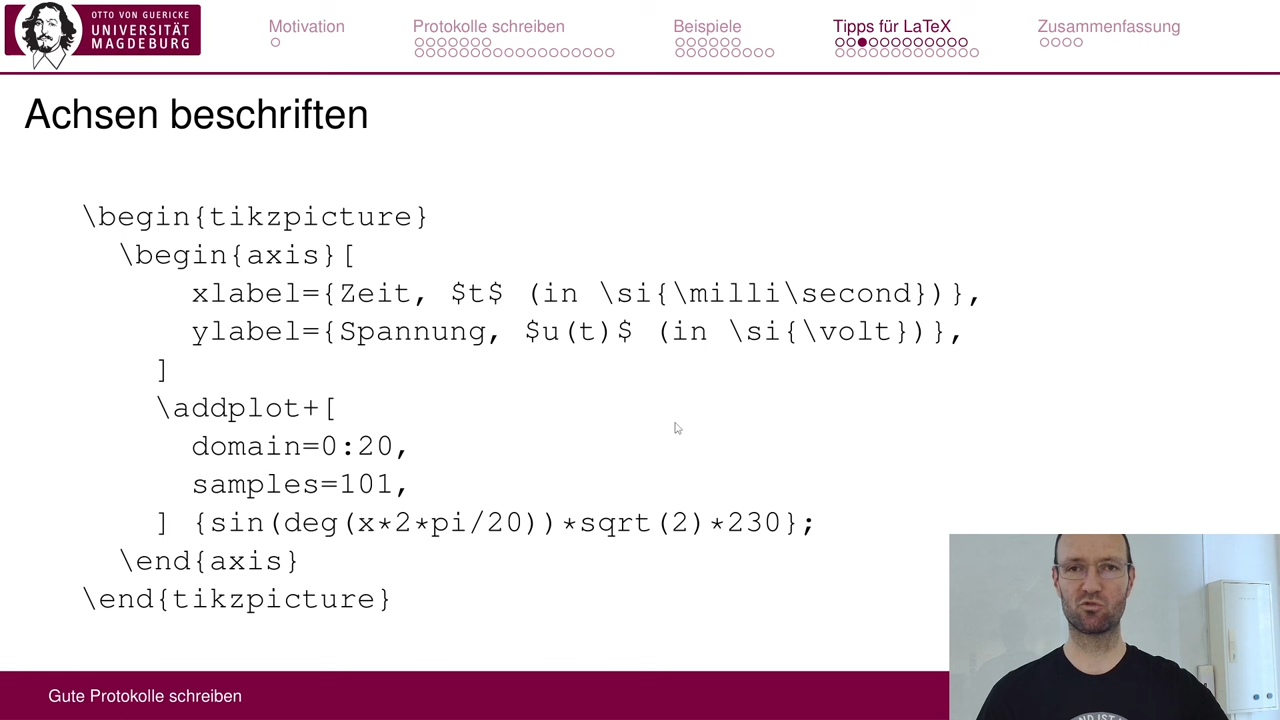 OTTO VON GUERICKE
UNIVERSITÄT
MAGDEBURG
Motivation
Protokolle schreiben
Beispiele
Tipps für LaTeX
Zusammenfassung
Achsen beschriften
\begin{tikzpicture}
\begin{axis}[
xlabel={Zeit, $t$ (in \si{\milli\second})},
ylabel={Spannung, $u(t)$ (in \si{\volt})},
]
\addplot+[
domain=0:20,
samples=101,
] {sin(deg(x*2*pi/20))*sqrt(2)*230};
\end{axis}
\end{tikzpicture}
Gute Protokolle schreiben